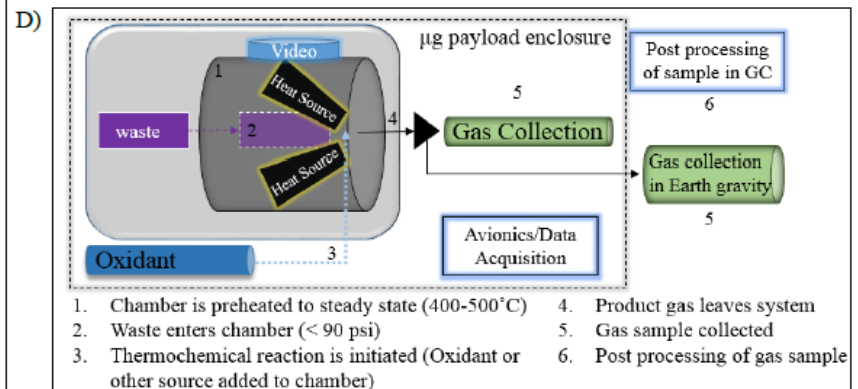 D)
Video
μg payload enclosure
Post processing
of sample in GC
6
1
Heat Source
4
5
waste
2
Gas Collection
Heat Source
Gas collection
in Earth gravity
5
Oxidant
3
Avionics/Data
Acquisition
1. Chamber is preheated to steady state (400-500˚C)
2. Waste enters chamber (< 90 psi)
3. Thermochemical reaction is initiated (Oxidant or
other source added to chamber)
4. Product gas leaves system
5. Gas sample collected
6. Post processing of gas sample